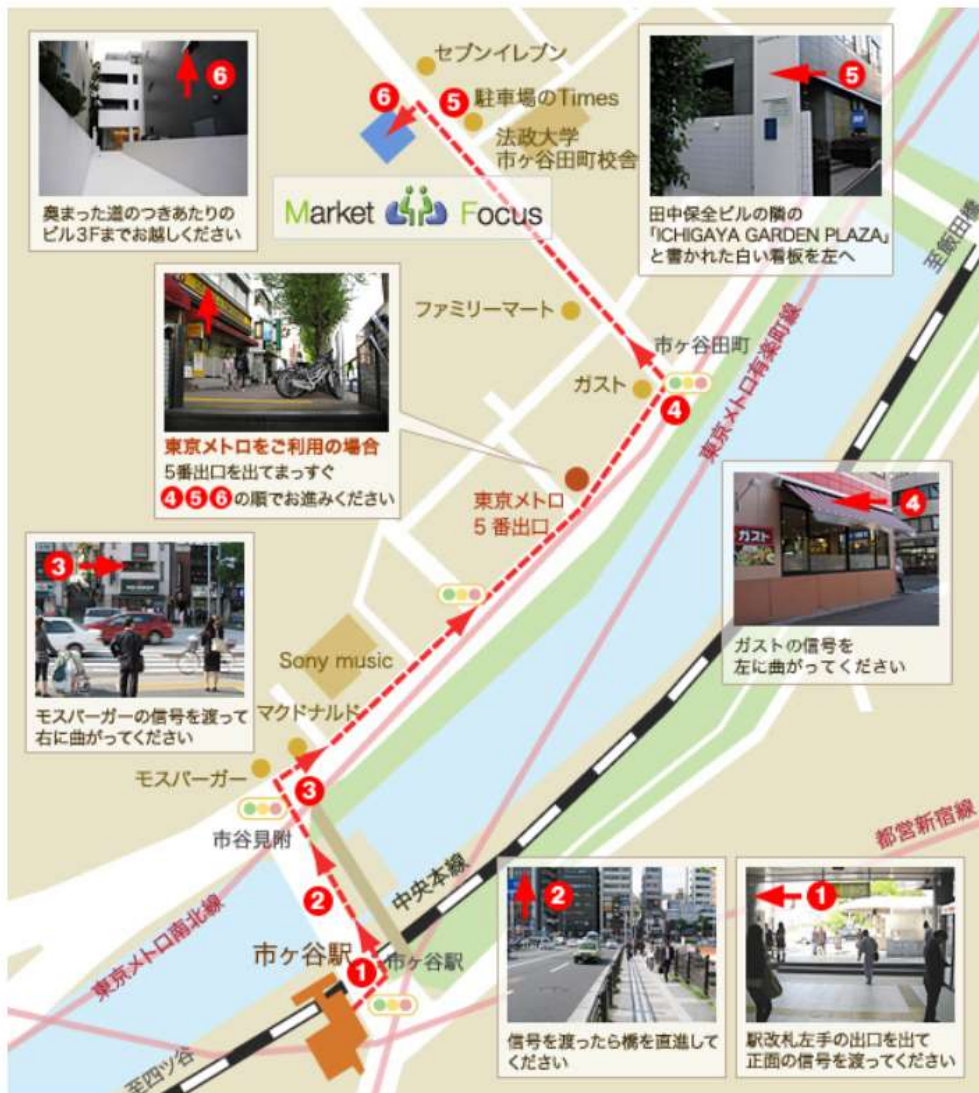 セブンイレブン
6
5
駐車場のTimes
法政大学
市ヶ谷田町校舎
6
奥まった道のつきあたりの
ビル3Fまでお越しください
5
田中保全ビルの隣の
「ICHIGAYA GARDEN PLAZA」
と書かれた白い看板を左へ
Market Focus
至飯田橋
ファミリーマート
市ヶ谷田町
ガスト
4
東京メトロ有楽町線
東京メトロをご利用の場合
5番出口を出てまっすぐ
4 5 6 の順でお進みください
東京メトロ
5番出口
4
ガスト
ガストの信号を
左に曲がってください
3
モスバーガーの信号を渡って
右に曲がってください
Sony music
マクドナルド
モスバーガー
3
市谷見附
都営新宿線
東京メトロ南北線
2
中央本線
市ヶ谷駅
1
市ヶ谷駅
至四ツ谷
2
信号を渡ったら橋を直進して
ください
1
駅改札左手の出口を出て
正面の信号を渡ってください